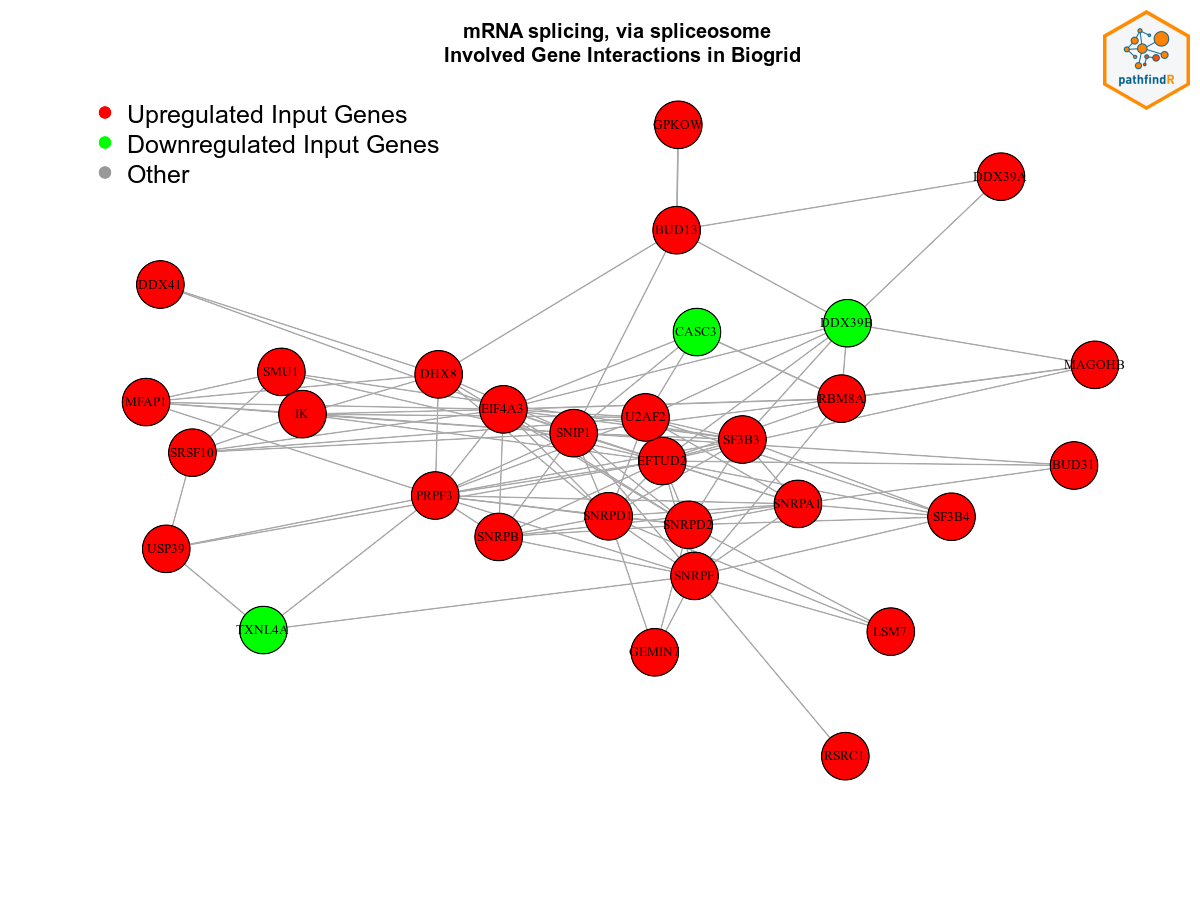 mRNA splicing, via spliceosome
Involved Gene Interactions in Biogrid
pathfindR
Upregulated Input Genes
Downregulated Input Genes
Other
GPKOW
DDX39A
BUD13
DDX41
DDX39B
CASC3
MAGOHB
SMU1
DHX8
RBM8A
MFAP1
EIF4A3
IK
U2AF2
SNIP1
SF3B3
SRSF10
EFTUD2
BUD31
PRPF3
SNRPA1
SNRPD1
SF3B4
SNRPD2
SNRPB
USP39
SNRPF
TXNL4A
LSM7
GEMIN7
RSRC1